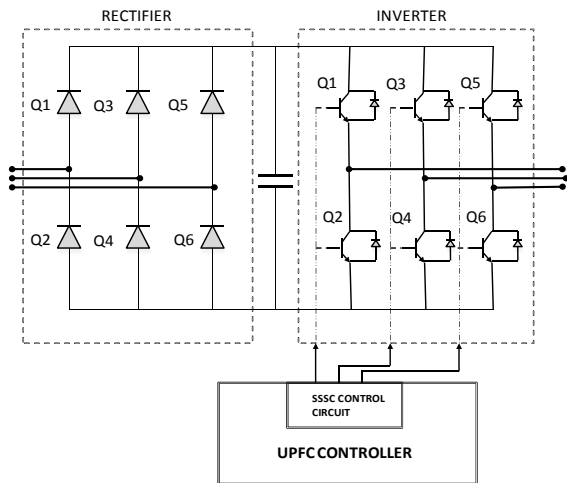 RECTIFIER
INVERTER
Q1
Q3
Q5
Q1
Q3
Q5
Q2
Q4
Q6
Q2
Q4
Q6
SSSC CONTROL
CIRCUIT
UPFC CONTROLLER